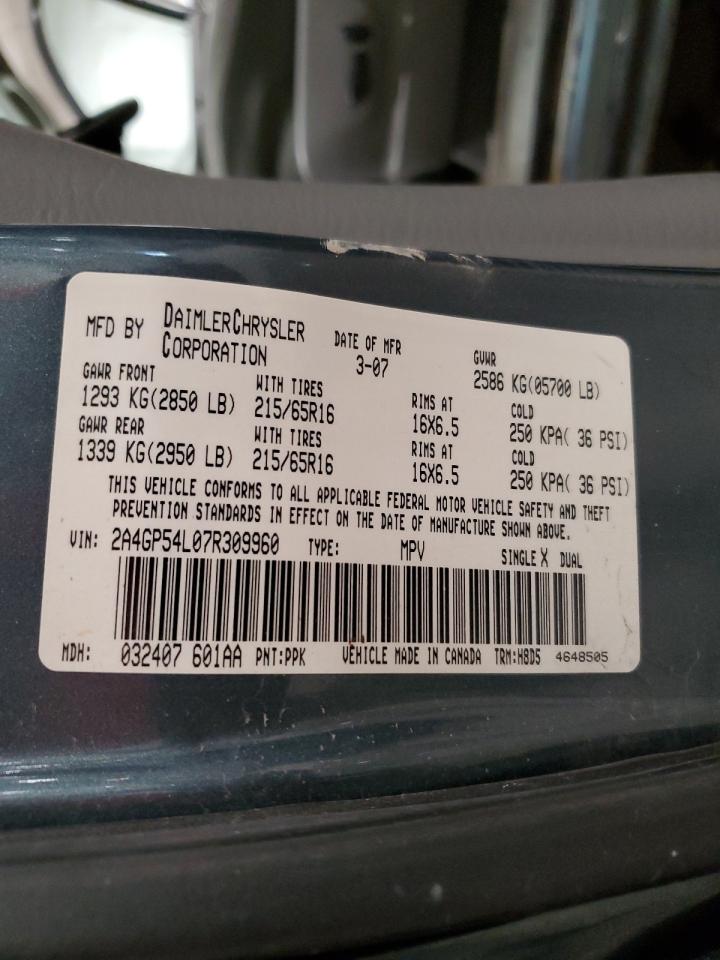 MFD BY DAIMLERCHRYSLER CORPORATION DATE OF MFR 3-07 GVWR 2586 KG(05700 LB)
GAWR FRONT WITH TIRES RIMS AT COLD
1293 KG(2850 LB) 215/65R16 16X6.5 250 KPA( 36 PSI)
GAWR REAR WITH TIRES RIMS AT COLD
1339 KG(2950 LB) 215/65R16 16X6.5 250 KPA( 36 PSI)
THIS VEHICLE CONFORMS TO ALL APPLICABLE FEDERAL MOTOR VEHICLE SAFETY AND THEFT
PREVENTION STANDARDS IN EFFECT ON THE DATE OF MANUFACTURE SHOWN ABOVE.
VIN: 2A4GP54L07R309960 TYPE: MPV SINGLE X DUAL
MDH: 032407 601AA PNT:PPK VEHICLE MADE IN CANADA TRM:H8D5 4648505